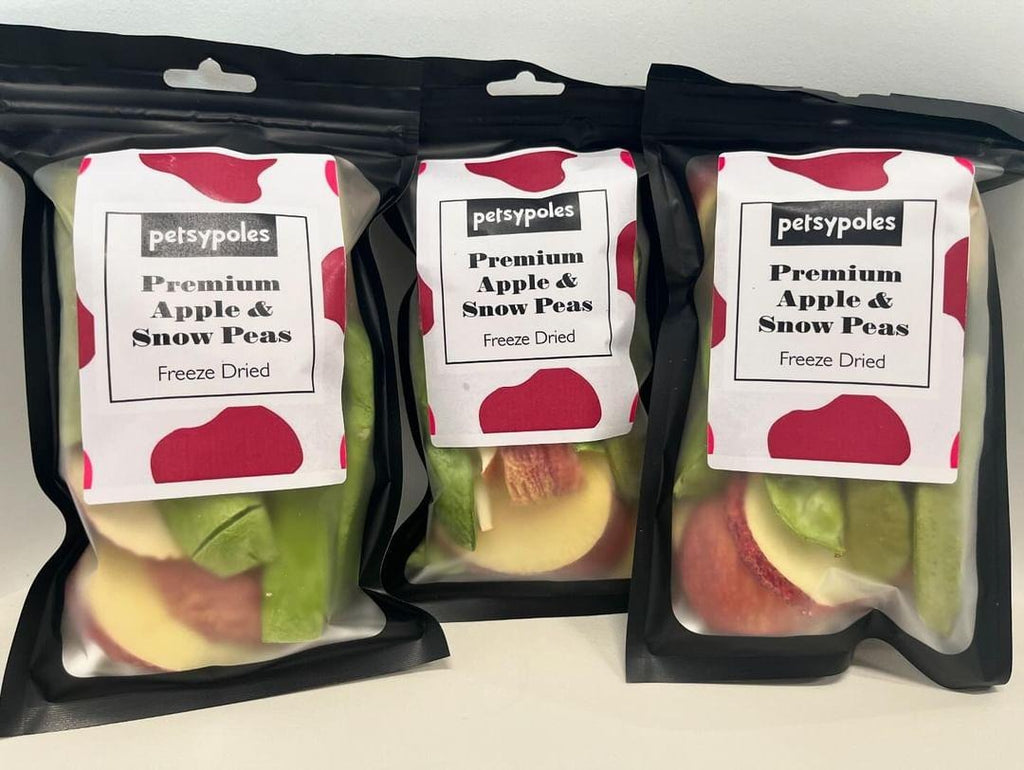 petsypoles
Premium
Apple &
Snow Peas
Freeze Dried
petsypoles
Premium
Apple &
Snow Peas
Freeze Dried
petsypoles
Premium
Apple &
Snow Peas
Freeze Dried